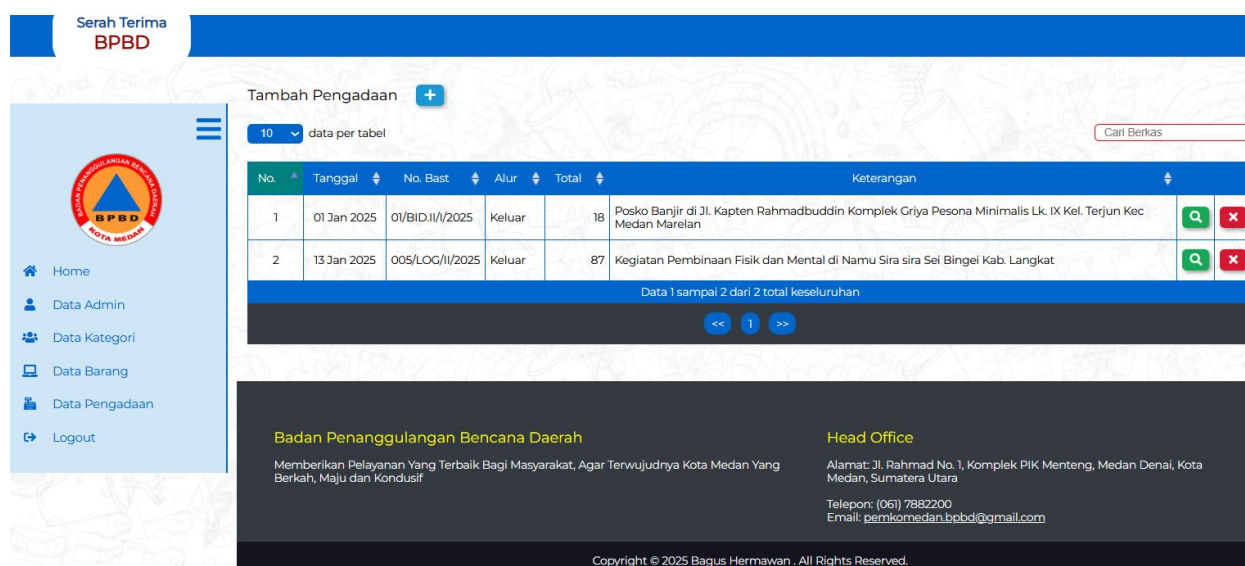 Serah Terima
BPBD
Tambah Pengadaan +
10 data per tabel
Cari Berkas
BADAN PENANGGULANGAN BENCANA DAERAH
BPBD
KOTA MEDAN
Home
Data Admin
Data Kategori
Data Barang
Data Pengadaan
Logout
No. Tanggal No. Bast Alur Total Keterangan
1 01 Jan 2025 01/BID.II/I/2025 Keluar 18 Posko Banjir di Jl. Kapten Rahmadbuddin Komplek Griya Pesona Minimalis Lk. IX Kel. Terjun Kec
Medan Marelan
2 13 Jan 2025 005/LOG/II/2025 Keluar 87 Kegiatan Pembinaan Fisik dan Mental di Namu Sira sira Sei Bingei Kab. Langkat
Data 1 sampai 2 dari 2 total keseluruhan
<< 1 >>
Badan Penanggulangan Bencana Daerah
Memberikan Pelayanan Yang Terbaik Bagi Masyarakat, Agar Terwujudnya Kota Medan Yang
Berkah, Maju dan Kondusif
Head Office
Alamat: Jl. Rahmad No. 1, Komplek PIK Menteng, Medan Denai, Kota
Medan, Sumatera Utara
Telepon: (061) 7882200
Email: pemkomedan.bpbd@gmail.com
Copyright © 2025 Bagus Hermawan . All Rights Reserved.